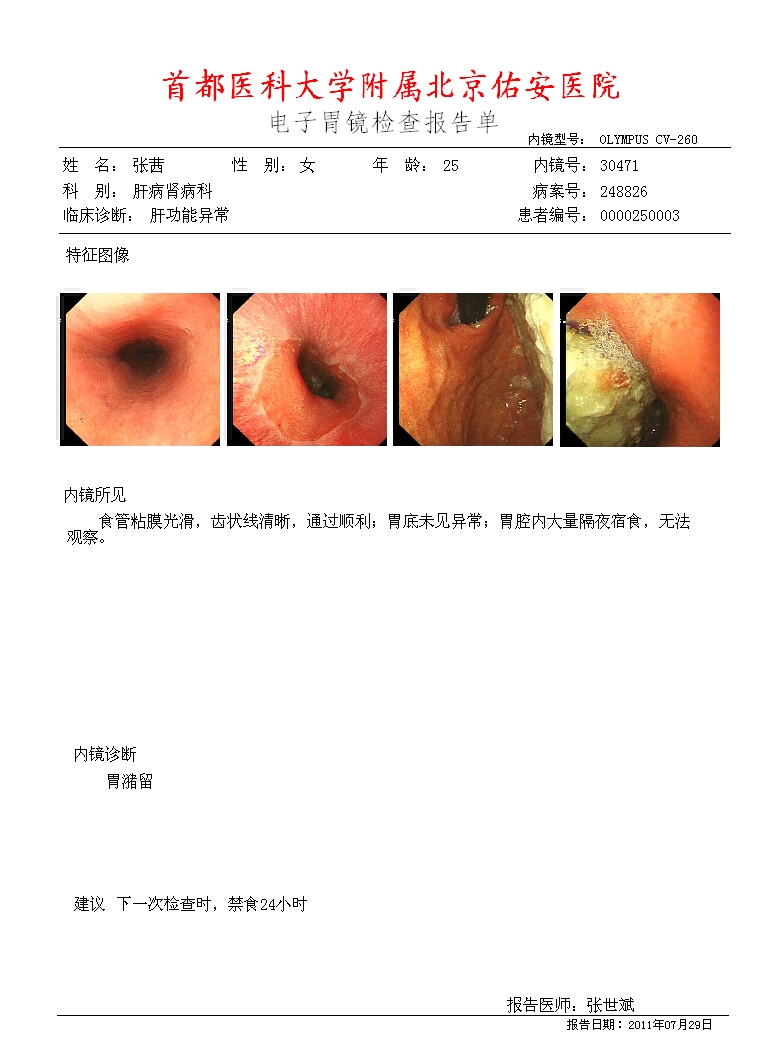 首都医科大学附属北京佑安医院
电子胃镜检查报告单
内镜型号： OLYMPUS CV-260
姓 名： 张茜 性 别：女 年 龄： 25 内镜号：30471
科 别： 肝病肾病科 病案号：248826
临床诊断： 肝功能异常 患者编号：0000250003
特征图像
内镜所见
食管粘膜光滑，齿状线清晰，通过顺利；胃底未见异常；胃腔内大量隔夜宿食，无法
观察。
内镜诊断
胃潴留
建议 下一次检查时，禁食24小时
报告医师：张世斌
报告日期：2011年07月29日